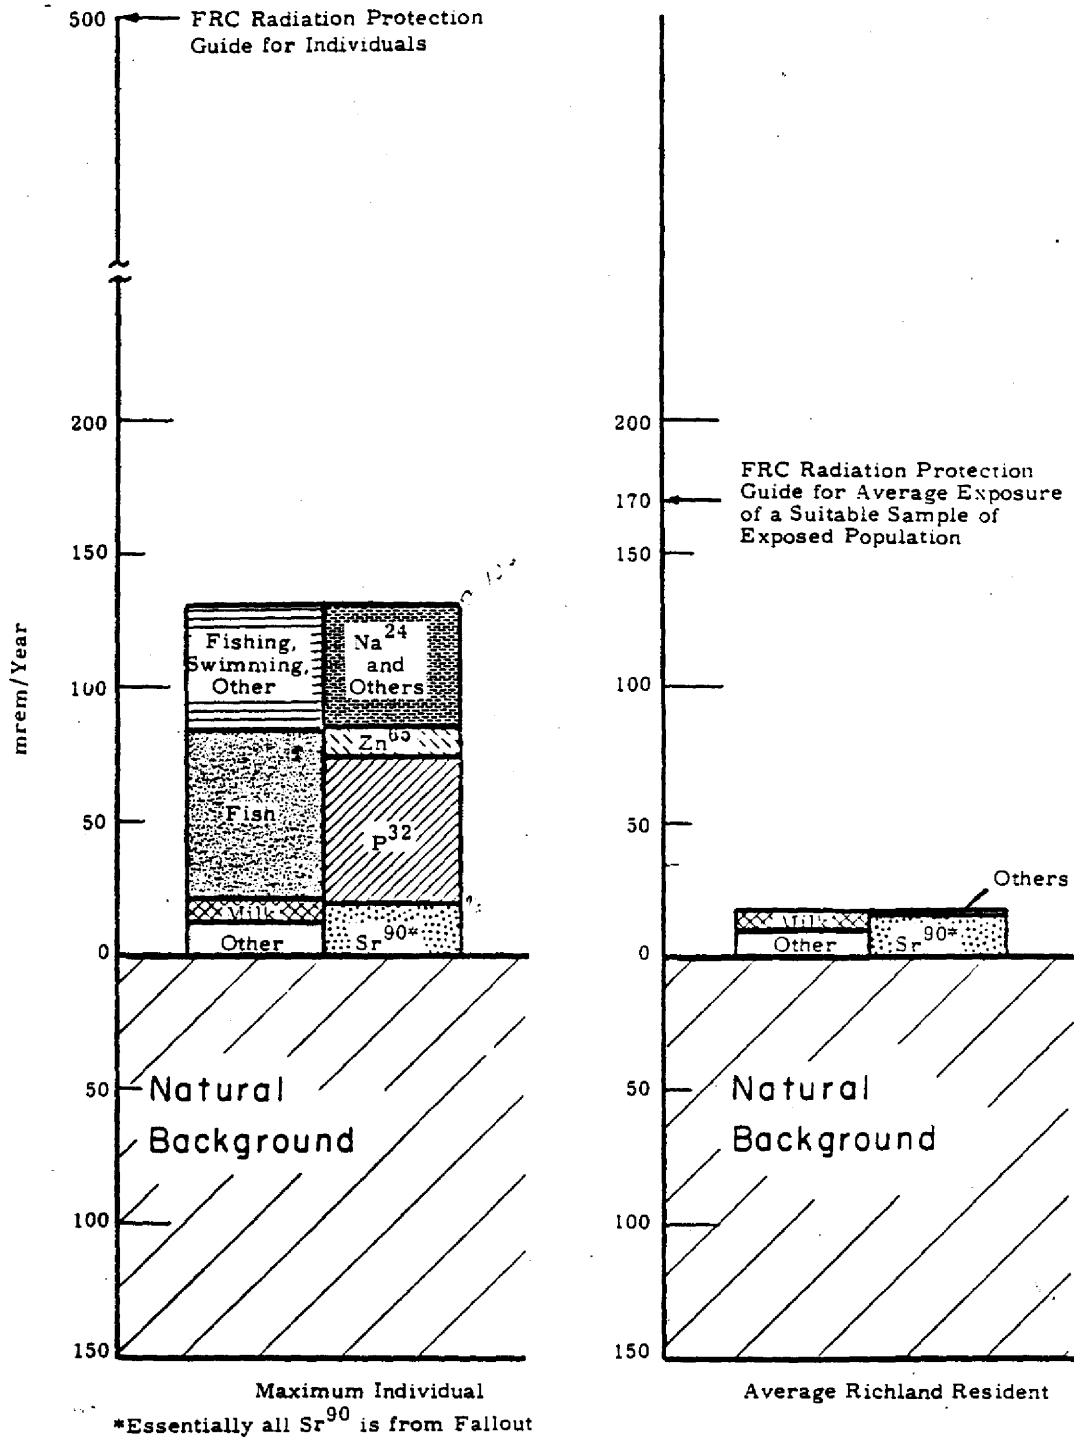 500
FRC Radiation Protection
Guide for Individuals
200
150
100
50
0
50
100
150
mrem/Year
Fishing,
Swimming,
Other
Fish
Milk
Other
Na24
and
Others
Zn65
P32
Sr90*
Natural
Background
Maximum Individual
*Essentially all Sr90 is from Fallout
200
170
150
100
50
0
50
100
150
FRC Radiation Protection
Guide for Average Exposure
of a Suitable Sample of
Exposed Population
Others
Milk
Other
Sr90*
Natural
Background
Average Richland Resident